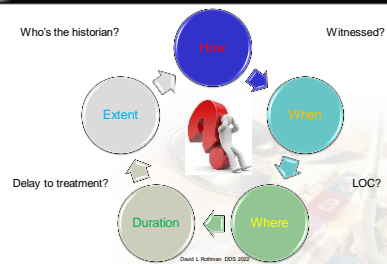 Who's the historian?
Witnessed?
How
When
Where
Duration
Extent
Delay to treatment?
LOC?
David L Rothman DDS 2022